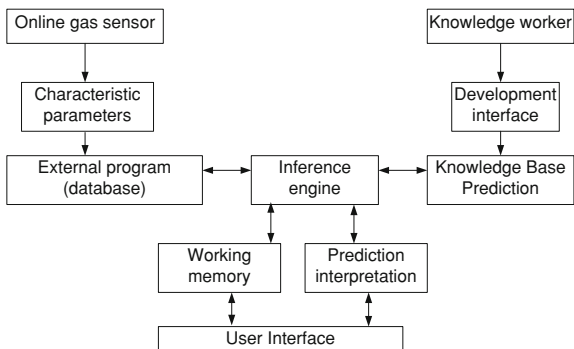 Online gas sensor
Knowledge worker
Characteristic
parameters
Development
interface
External program
(database)
Inference
engine
Knowledge Base
Prediction
Working
memory
Prediction
interpretation
User Interface